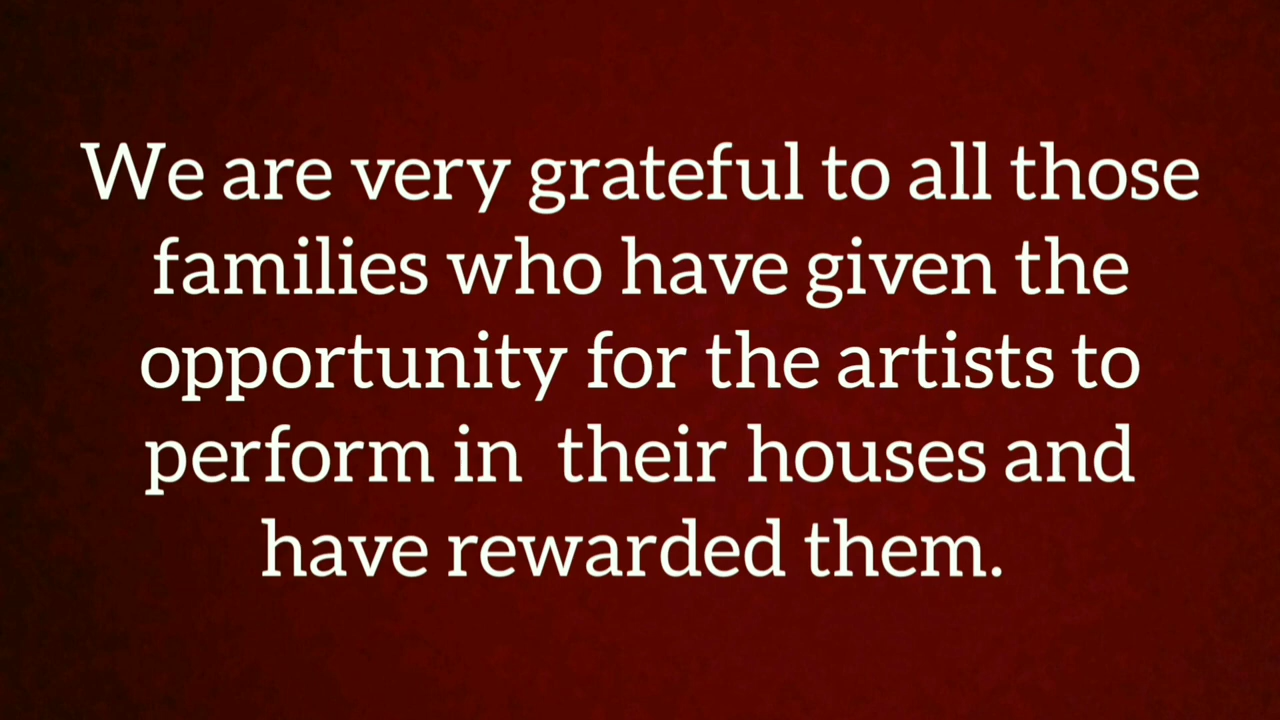 We are very grateful to all those
families who have given the
opportunity for the artists to
perform in  their houses and
have rewarded them.